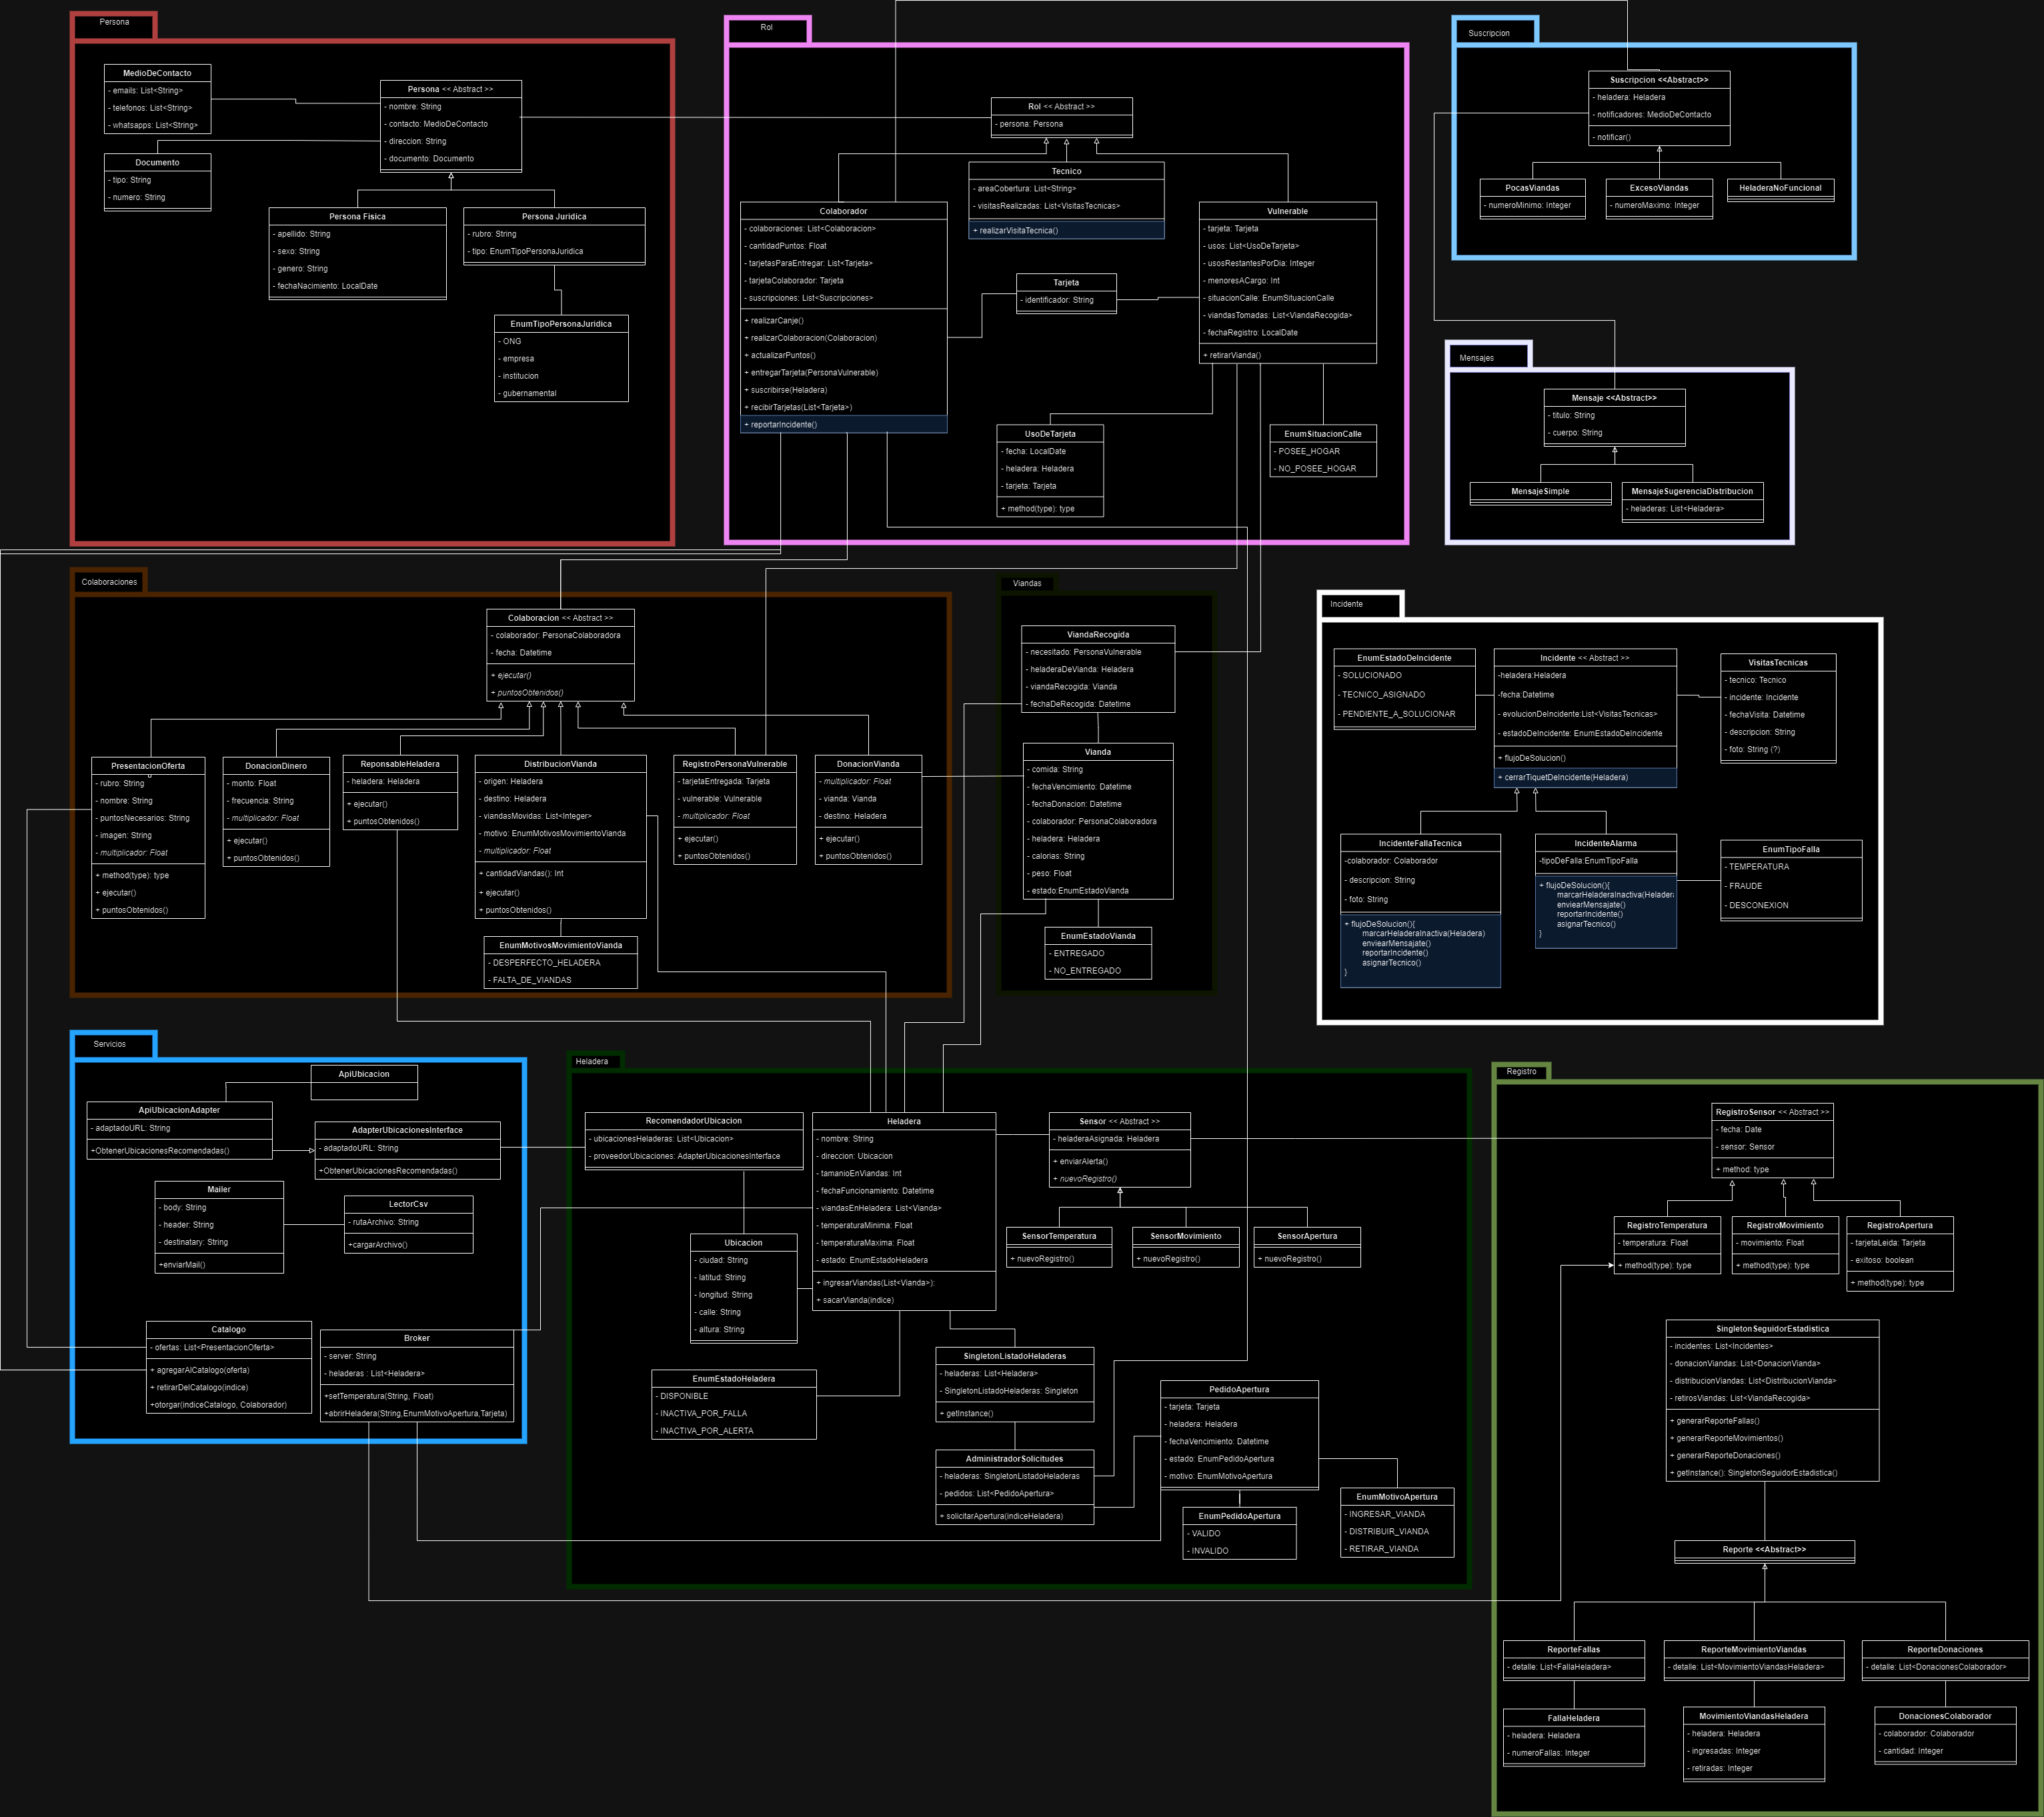 Persona
MedioDeContacto
- emails: List<String>
- telefonos: List<String>
- whatsapps: List<String>
Persona << Abstract >>
- nombre: String
- contacto: MedioDeContacto
- direccion: String
- documento: Documento
Documento
- tipo: String
- numero: String
Persona Fisica
- apellido: String
- sexo: String
- genero: String
- fechaNacimiento: LocalDate
Persona Juridica
- rubro: String
- tipo: EnumTipoPersonaJuridica
EnumTipoPersonaJuridica
- ONG
- empresa
- institucion
- gubernamental
Rol
Rol << Abstract >>
- persona: Persona
Tecnico
- areaCobertura: List<String>
- visitasRealizadas: List<VisitasTecnicas>
+ realizarVisitaTecnica()
Colaborador
- colaboraciones: List<Colaboracion>
- cantidadPuntos: Float
- tarjetasParaEntregar: List<Tarjeta>
- tarjetaColaborador: Tarjeta
- suscripciones: List<Suscripciones>
+ realizarCanje()
+ realizarColaboracion(Colaboracion)
+ actualizarPuntos()
+ entregarTarjeta(PersonaVulnerable)
+ suscribirse(Heladera)
+ recibirTarjetas(List<Tarjeta>)
+ reportarIncidente()
Tarjeta
- identificador: String
Vulnerable
- tarjeta: Tarjeta
- usos: List<UsoDeTarjeta>
- usosRestantesPorDia: Integer
- menoresACargo: Int
- situacionCalle: EnumSituacionCalle
- viandasTomadas: List<ViandaRecogida>
- fechaRegistro: LocalDate
+ retirarVianda()
UsoDeTarjeta
- fecha: LocalDate
- heladera: Heladera
- tarjeta: Tarjeta
+ method(type): type
EnumSituacionCalle
- POSEE_HOGAR
- NO_POSEE_HOGAR
Suscripcion
Suscripcion <<Abstract>>
- heladera: Heladera
- notificadores: MedioDeContacto
- notificar()
PocasViandas
- numeroMinimo: Integer
ExcesoViandas
- numeroMaximo: Integer
HeladeraNoFuncional
Mensajes
Mensaje <<Abstract>>
- titulo: String
- cuerpo: String
MensajeSimple
MensajeSugerenciaDistribucion
- heladeras: List<Heladera>
Colaboraciones
Colaboracion << Abstract >>
- colaborador: PersonaColaboradora
- fecha: Datetime
+ ejecutar()
+ puntosObtenidos()
PresentacionOferta
- rubro: String
- nombre: String
- puntosNecesarios: String
- imagen: String
- multiplicador: Float
+ method(type): type
+ ejecutar()
+ puntosObtenidos()
DonacionDinero
- monto: Float
- frecuencia: String
- multiplicador: Float
+ ejecutar()
+ puntosObtenidos()
ReponsableHeladera
- heladera: Heladera
+ ejecutar()
+ puntosObtenidos()
DistribucionVianda
- origen: Heladera
- destino: Heladera
- viandasMovidas: List<Integer>
- motivo: EnumMotivosMovimientoVianda
- multiplicador: Float
+ cantidadViandas(): Int
+ ejecutar()
+ puntosObtenidos()
EnumMotivosMovimientoVianda
- DESPERFECTO_HELADERA
- FALTA_DE_VIANDAS
RegistroPersonaVulnerable
- tarjetaEntregada: Tarjeta
- vulnerable: Vulnerable
- multiplicador: Float
+ ejecutar()
+ puntosObtenidos()
DonacionVianda
- multiplicador: Float
- vianda: Vianda
- destino: Heladera
+ ejecutar()
+ puntosObtenidos()
Viandas
ViandaRecogida
- necesitado: PersonaVulnerable
- heladeraDeVianda: Heladera
- viandaRecogida: Vianda
- fechaDeRecogida: Datetime
Vianda
- comida: String
- fechaVencimiento: Datetime
- fechaDonacion: Datetime
- colaborador: PersonaColaboradora
- heladera: Heladera
- calorias: String
- peso: Float
- estado:EnumEstadoVianda
EnumEstadoVianda
- ENTREGADO
- NO_ENTREGADO
Incidente
EnumEstadoDeIncidente
- SOLUCIONADO
- TECNICO_ASIGNADO
- PENDIENTE_A_SOLUCIONAR
Incidente << Abstract >>
-heladera:Heladera
-fecha:Datetime
- evolucionDeIncidente:List<VisitasTecnicas>
- estadoDeIncidente: EnumEstadoDeIncidente
+ flujoDeSolucion()
+ cerrarTiquetDeIncidente(Heladera)
VisitasTecnicas
- tecnico: Tecnico
- incidente: Incidente
- fechaVisita: Datetime
- descripcion: String
- foto: String (?)
IncidenteFallaTecnica
-colaborador: Colaborador
- descripcion: String
- foto: String
+ flujoDeSolucion(){
marcarHeladeraInactiva(Heladera)
enviearMensajate()
reportarIncidente()
asignarTecnico()
}
IncidenteAlarma
-tipoDeFalla:EnumTipoFalla
+ flujoDeSolucion(){
marcarHeladeraInactiva(Heladera
enviearMensajate()
reportarIncidente()
asignarTecnico()
}
EnumTipoFalla
- TEMPERATURA
- FRAUDE
- DESCONEXION
Servicios
ApiUbicacion
ApiUbicacionAdapter
- adaptadoURL: String
+ObtenerUbicacionesRecomendadas()
AdapterUbicacionesInterface
- adaptadoURL: String
+ObtenerUbicacionesRecomendadas()
Mailer
- body: String
- header: String
- destinatary: String
+enviarMail()
LectorCsv
- rutaArchivo: String
+cargarArchivo()
Catalogo
- ofertas: List<PresentacionOferta>
+ agregarAlCatalogo(oferta)
+ retirarDelCatalogo(indice)
+otorgar(indiceCatalogo, Colaborador)
Broker
- server: String
- heladeras : List<Heladera>
+setTemperatura(String, Float)
+abrirHeladera(String,EnumMotivoApertura,Tarjeta)
Heladera
RecomendadorUbicacion
- ubicacionesHeladeras: List<Ubicacion>
- proveedorUbicaciones: AdapterUbicacionesInterface
Heladera
- nombre: String
- direccion: Ubicacion
- tamanioEnViandas: Int
- fechaFuncionamiento: Datetime
- viandasEnHeladera: List<Vianda>
- temperaturaMinima: Float
- temperaturaMaxima: Float
- estado: EnumEstadoHeladera
+ ingresarViandas(List<Vianda>):
+ sacarVianda(indice)
Sensor << Abstract >>
- heladeraAsignada: Heladera
+ enviarAlerta()
+ nuevoRegistro()
SensorTemperatura
+ nuevoRegistro()
SensorMovimiento
+ nuevoRegistro()
SensorApertura
+ nuevoRegistro()
Ubicacion
- ciudad: String
- latitud: String
- longitud: String
- calle: String
- altura: String
EnumEstadoHeladera
- DISPONIBLE
- INACTIVA_POR_FALLA
- INACTIVA_POR_ALERTA
SingletonListadoHeladeras
- heladeras: List<Heladera>
- SingletonListadoHeladeras: Singleton
+ getInstance()
AdministradorSolicitudes
- heladeras: SingletonListadoHeladeras
- pedidos: List<PedidoApertura>
+ solicitarApertura(indiceHeladera)
PedidoApertura
- tarjeta: Tarjeta
- heladera: Heladera
- fechaVencimiento: Datetime
- estado: EnumPedidoApertura
- motivo: EnumMotivoApertura
EnumPedidoApertura
- VALIDO
- INVALIDO
EnumMotivoApertura
- INGRESAR_VIANDA
- DISTRIBUIR_VIANDA
- RETIRAR_VIANDA
Registro
RegistroSensor << Abstract >>
- fecha: Date
- sensor: Sensor
+ method: type
RegistroTemperatura
- temperatura: Float
+ method(type): type
RegistroMovimiento
- movimiento: Float
+ method(type): type
RegistroApertura
- tarjetaLeida: Tarjeta
- exitoso: boolean
+ method(type): type
SingletonSeguidorEstadistica
- incidentes: List<Incidentes>
- donacionViandas: List<DonacionVianda>
- distribucionViandas: List<DistribucionVianda>
- retirosViandas: List<ViandaRecogida>
+ generarReporteFallas()
+ generarReporteMovimientos()
+ generarReporteDonaciones()
+ getInstance(): SingletonSeguidorEstadistica()
Reporte <<Abstract>>
ReporteFallas
- detalle: List<FallaHeladera>
ReporteMovimientoViandas
- detalle: List<MovimientoViandasHeladera>
ReporteDonaciones
- detalle: List<DonacionesColaborador>
FallaHeladera
- heladera: Heladera
- numeroFallas: Integer
MovimientoViandasHeladera
- heladera: Heladera
- ingresadas: Integer
- retiradas: Integer
DonacionesColaborador
- colaborador: Colaborador
- cantidad: Integer